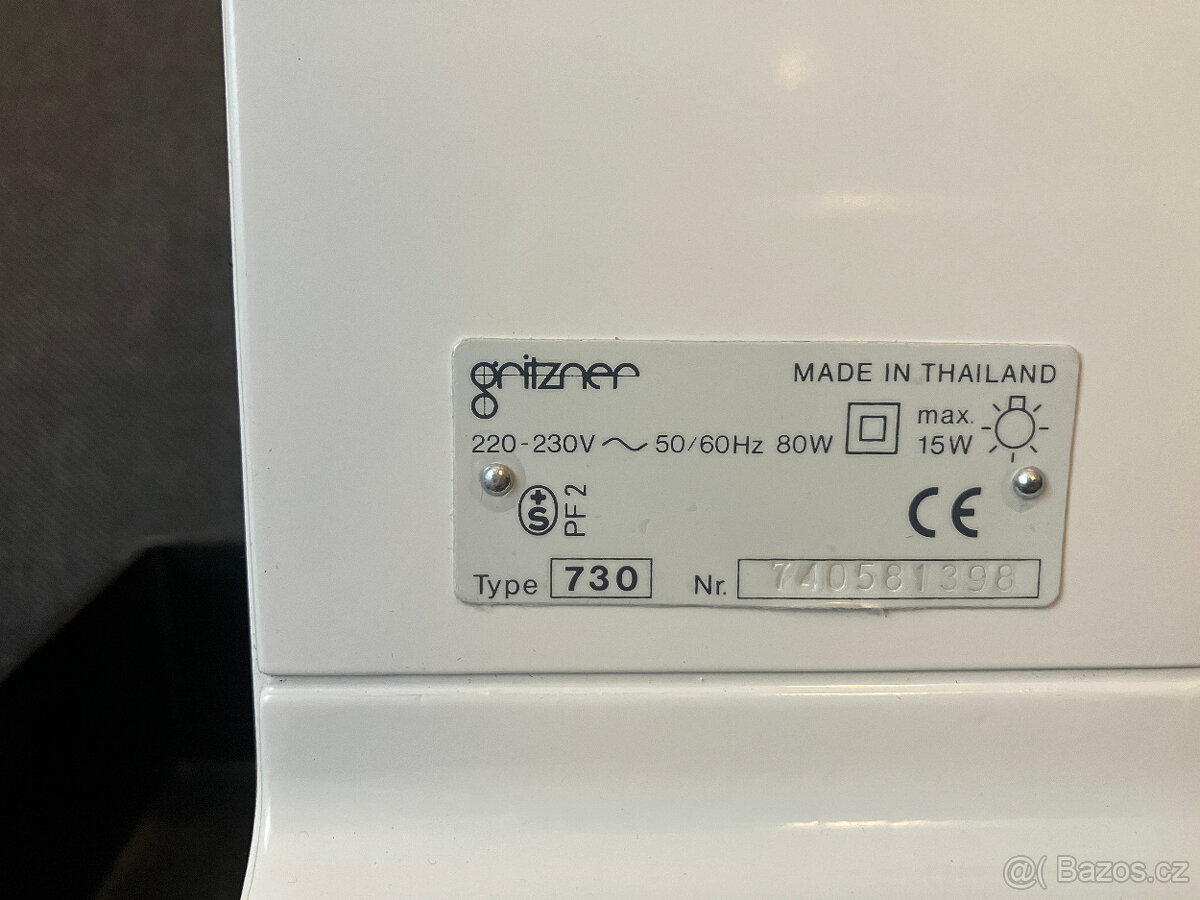 gritzner MADE IN THAILAND
220-230V ~ 50/60Hz 80W max. 15W
+S PF 2 CE
Type 730 Nr. 740581398
@( Bazos.cz